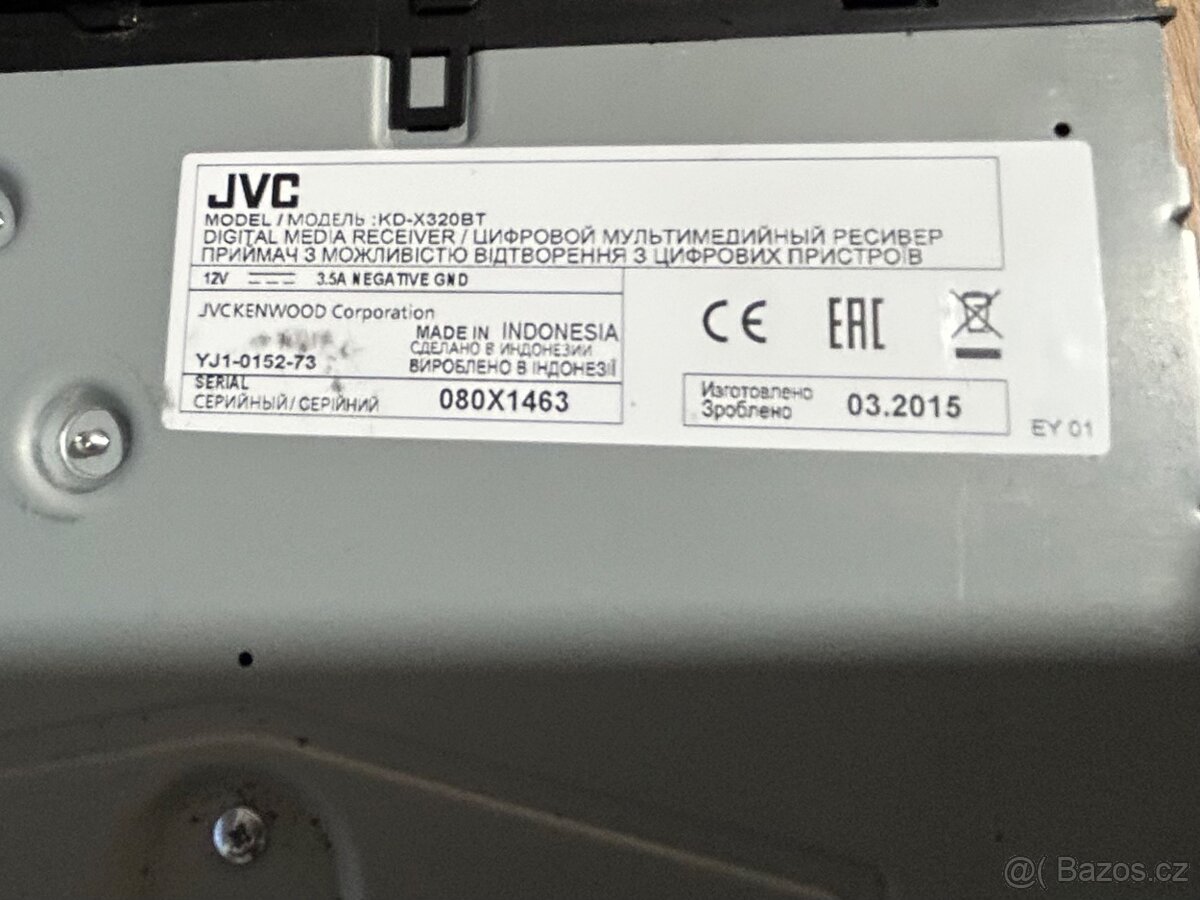 JVC
MODEL / МОДЕЛЬ :KD-X320BT
DIGITAL MEDIA RECEIVER / ЦИФРОВОЙ МУЛЬТИМЕДИЙНЫЙ РЕСИВЕР
ПРИЙМАЧ З МОЖЛИВІСТЮ ВІДТВОРЕННЯ З ЦИФРОВИХ ПРИСТРОЇВ
12V 3.5A NEGATIVE GND
JVCKENWOOD Corporation
MADE IN INDONESIA
СДЕЛАНО В ИНДОНЕЗИИ
YJ1-0152-73 ВИРОБЛЕНО В ІНДОНЕЗІЇ
SERIAL
СЕРИЙНЫЙ/СЕРІЙНИЙ 080X1463
CE EAC
Изготовлено
Зроблено 03.2015
EY 01
@( Bazos.cz